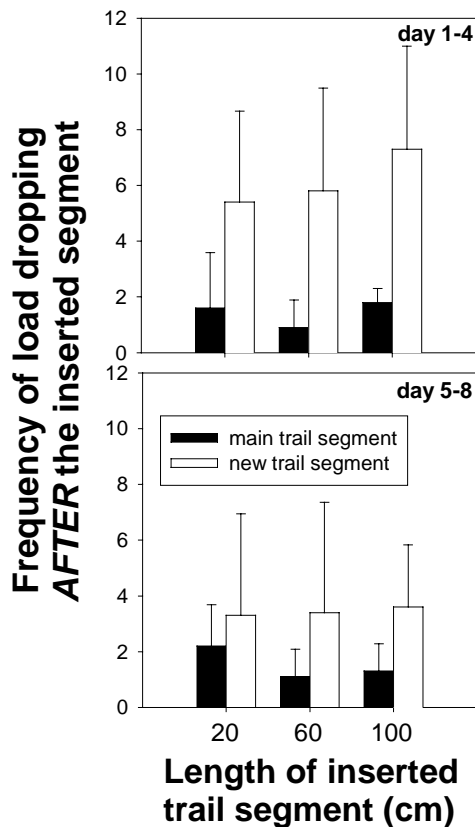 Frequency of load dropping
AFTER the inserted segment
12
10
8
6
4
2
0
day 1-4
12
10
8
6
4
2
0
day 5-8
main trail segment
new trail segment
20 60 100
Length of inserted
trail segment (cm)